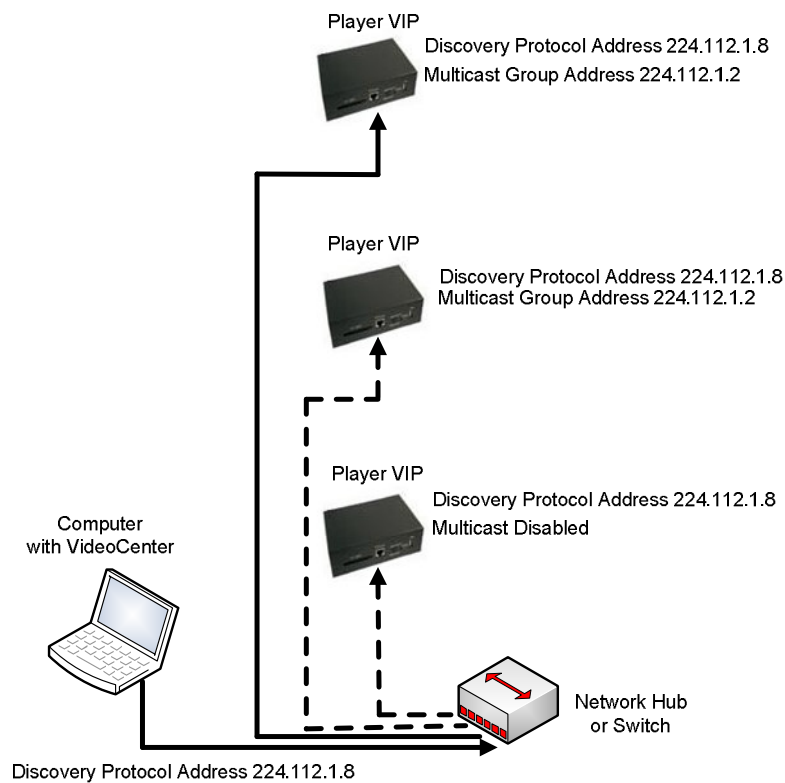 Player VIP
Discovery Protocol Address 224.112.1.8
Multicast Group Address 224.112.1.2
Player VIP
Discovery Protocol Address 224.112.1.8
Multicast Group Address 224.112.1.2
Player VIP
Discovery Protocol Address 224.112.1.8
Multicast Disabled
Computer
with VideoCenter
Network Hub
or Switch
Discovery Protocol Address 224.112.1.8